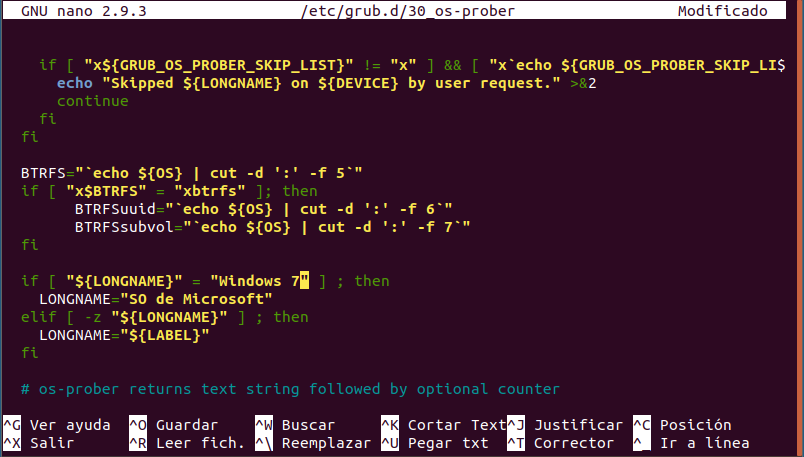 GNU nano 2.9.3 /etc/grub.d/30_os-prober Modificado
if [ "x${GRUB_OS_PROBER_SKIP_LIST}" != "x" ] && [ "x`echo ${GRUB_OS_PROBER_SKIP_LI$
echo "Skipped ${LONGNAME} on ${DEVICE} by user request." >&2
continue
fi
fi
BTRFS="`echo ${OS} | cut -d ':' -f 5`"
if [ "x$BTRFS" = "xbtrfs" ]; then
BTRFSuuid="`echo ${OS} | cut -d ':' -f 6`"
BTRFSsubvol="`echo ${OS} | cut -d ':' -f 7`"
fi
if [ "${LONGNAME}" = "Windows 7" ] ; then
LONGNAME="SO de Microsoft"
elif [ -z "${LONGNAME}" ] ; then
LONGNAME="${LABEL}"
fi
# os-prober returns text string followed by optional counter
^G Ver ayuda ^O Guardar ^W Buscar ^K Cortar Text ^J Justificar ^C Posición
^X Salir ^R Leer fich. ^\ Reemplazar ^U Pegar txt ^T Corrector ^_ Ir a línea